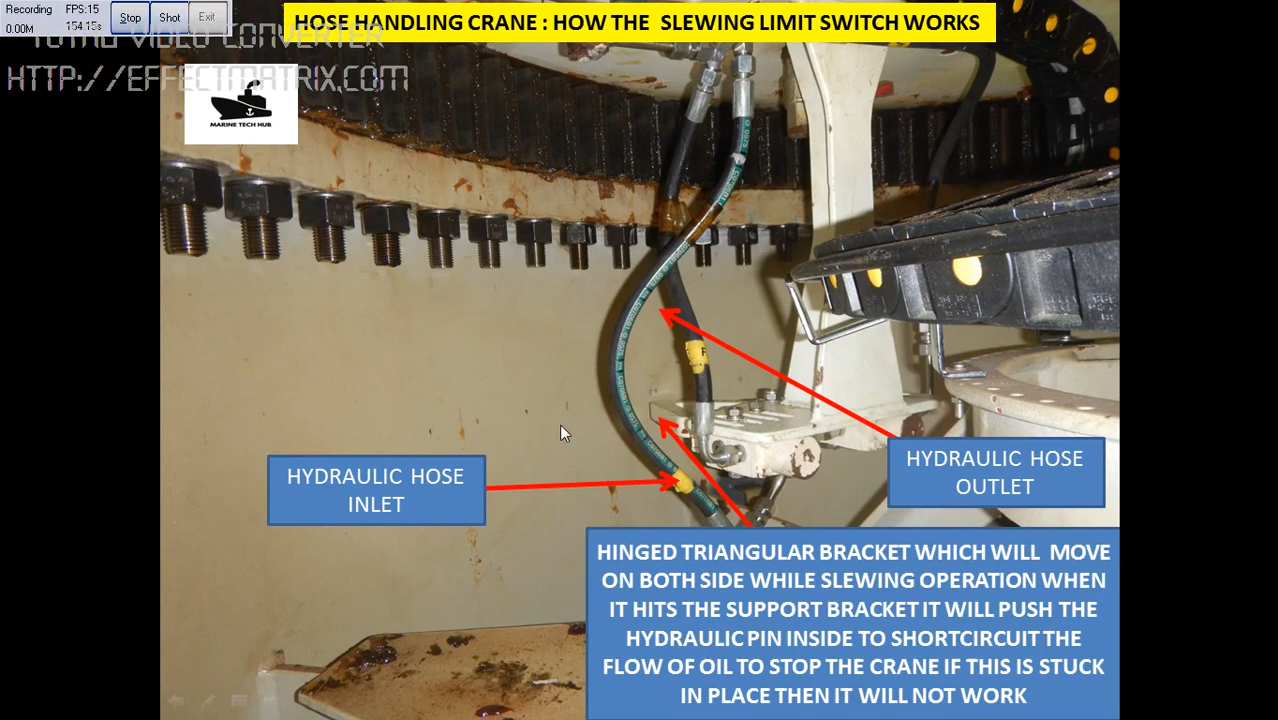 Recording
FPS:15
Stop
Shot
Exit
0.00M
154.15s
HOSE HANDLING CRANE : HOW THE SLEWING LIMIT SWITCH WORKS
TOTAL VIDEO CONVERTER
HTTP://EFFECTMATRIX.COM
MARINE TECH HUB
HYDRAULIC HOSE
INLET
HYDRAULIC HOSE
OUTLET
HINGED TRIANGULAR BRACKET WHICH WILL MOVE
ON BOTH SIDE WHILE SLEWING OPERATION WHEN
IT HITS THE SUPPORT BRACKET IT WILL PUSH THE
HYDRAULIC PIN INSIDE TO SHORTCIRCUIT THE
FLOW OF OIL TO STOP THE CRANE IF THIS IS STUCK
IN PLACE THEN IT WILL NOT WORK